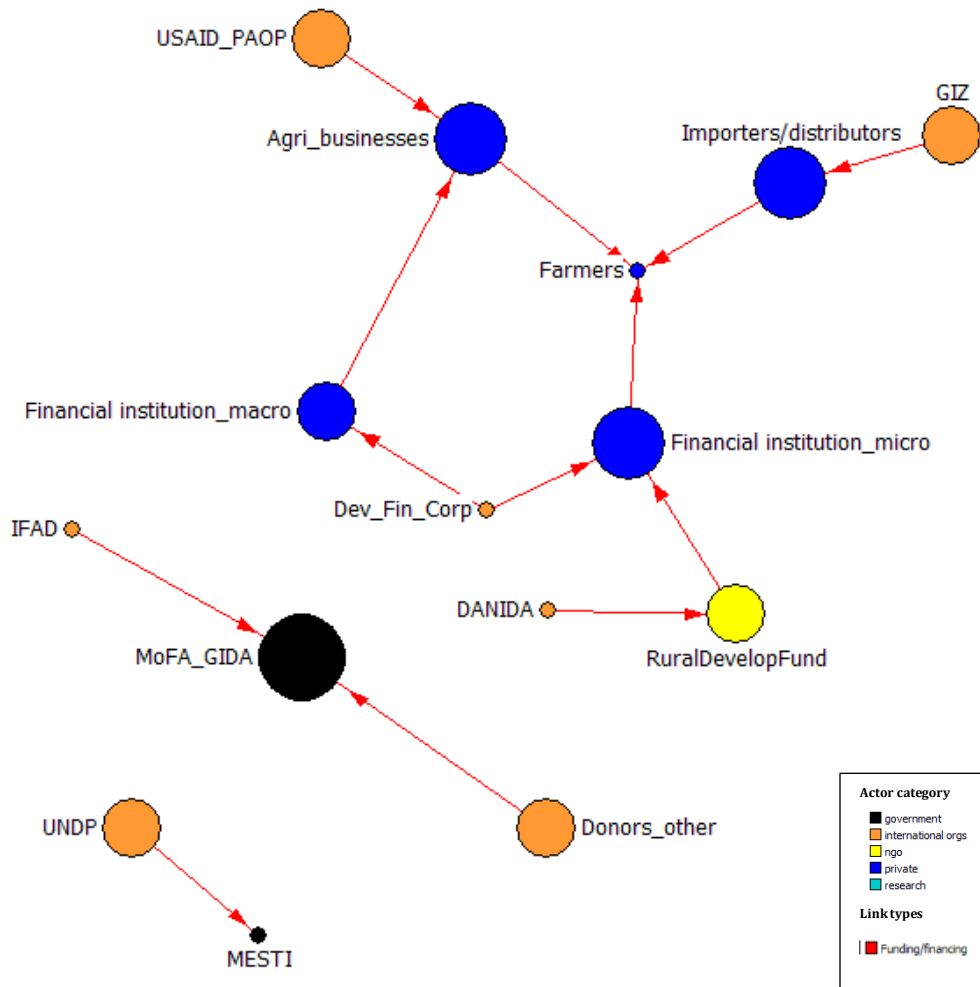 USAID_PAOP
GIZ
Agri_businesses
Importers/distributors
Farmers
Financial institution_macro
Financial institution_micro
Dev_Fin_Corp
IFAD
DANIDA
MoFA_GIDA
RuralDevelopFund
UNDP
Donors_other
MESTI
Actor category
government
international orgs
ngo
private
research
Link types
Funding/financing